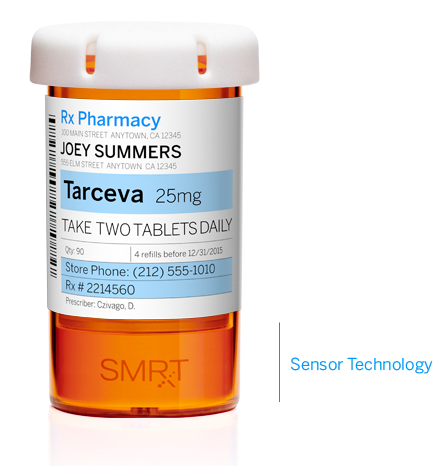 Rx Pharmacy
100 MAIN STREET ANYTOWN, CA 12345
JOEY SUMMERS
555 ELM STREET ANYTOWN CA 12345
Tarceva 25mg
TAKE TWO TABLETS DAILY
Qty: 90 4 refills before 12/31/2015
Store Phone: (212) 555-1010
Rx # 2214560
Prescriber: Czivago, D.
SMRT
Sensor Technology